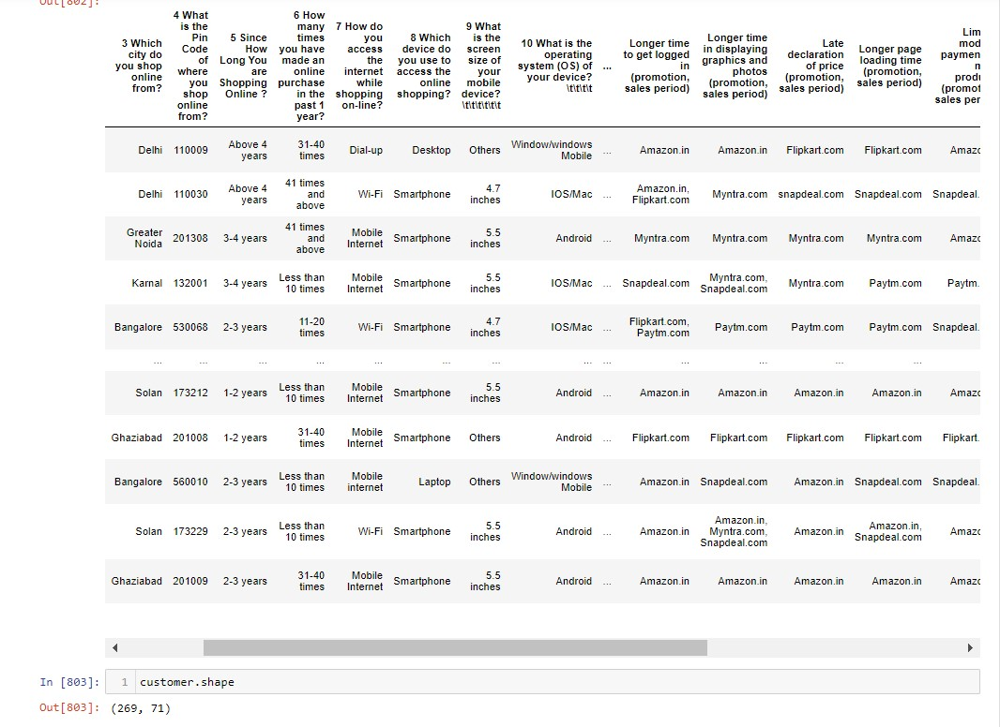 Out[802]:
3 Which
city do
you shop
online
from?
4 What
is the
Pin
Code
of
where
you
shop
online
from?
5 Since
How
Long You
are
Shopping
Online ?
6 How
many
times
you have
made an
online
purchase
in the
past 1
year?
7 How do
you
access
the
internet
while
shopping
on-line?
8 Which
device do
you use to
access the
online
shopping?
9 What
is the
screen
size of
your
mobile
device?
\t\t\t\t\t\t
10 What is the
operating
system (OS) of
your device?
\t\t\t\t
...
Longer time
to get logged
in
(promotion,
sales period)
Longer time
in displaying
graphics and
photos
(promotion,
sales period)
Late
declaration
of price
(promotion,
sales period)
Longer page
loading time
(promotion,
sales period)
Lim
mod
paymen
prod
(promot
sales per
Delhi 110009 Above 4 years 31-40 times Dial-up Desktop Others Window/windows Mobile ... Amazon.in Amazon.in Flipkart.com Flipkart.com Amazo
Delhi 110030 Above 4 years 41 times and above Wi-Fi Smartphone 4.7 inches IOS/Mac ... Amazon.in, Flipkart.com Myntra.com snapdeal.com Snapdeal.com Snapdeal.
Greater Noida 201308 3-4 years 41 times and above Mobile Internet Smartphone 5.5 inches Android ... Myntra.com Myntra.com Myntra.com Myntra.com Amazo
Karnal 132001 3-4 years Less than 10 times Mobile Internet Smartphone 5.5 inches IOS/Mac ... Snapdeal.com Myntra.com, Snapdeal.com Myntra.com Paytm.com Paytm.
Bangalore 530068 2-3 years 11-20 times Wi-Fi Smartphone 4.7 inches IOS/Mac ... Flipkart.com, Paytm.com Paytm.com Paytm.com Paytm.com Snapdeal.
... ... ... ... ... ... ... ... ... ... ... ... ...
Solan 173212 1-2 years Less than 10 times Mobile Internet Smartphone 5.5 inches Android ... Amazon.in Amazon.in Amazon.in Amazon.in Amazo
Ghaziabad 201008 1-2 years 31-40 times Mobile Internet Smartphone Others Android ... Flipkart.com Flipkart.com Flipkart.com Flipkart.com Flipkart.
Bangalore 560010 2-3 years Less than 10 times Mobile internet Laptop Others Window/windows Mobile ... Amazon.in Snapdeal.com Amazon.in Snapdeal.com Snapdeal.
Solan 173229 2-3 years Less than 10 times Wi-Fi Smartphone 5.5 inches Android ... Amazon.in Amazon.in, Myntra.com, Snapdeal.com Amazon.in Amazon.in, Snapdeal.com Amazo
Ghaziabad 201009 2-3 years 31-40 times Mobile Internet Smartphone 5.5 inches Android ... Amazon.in Amazon.in Amazon.in Amazon.in Amazo
In [803]: 1 customer.shape
Out[803]: (269, 71)